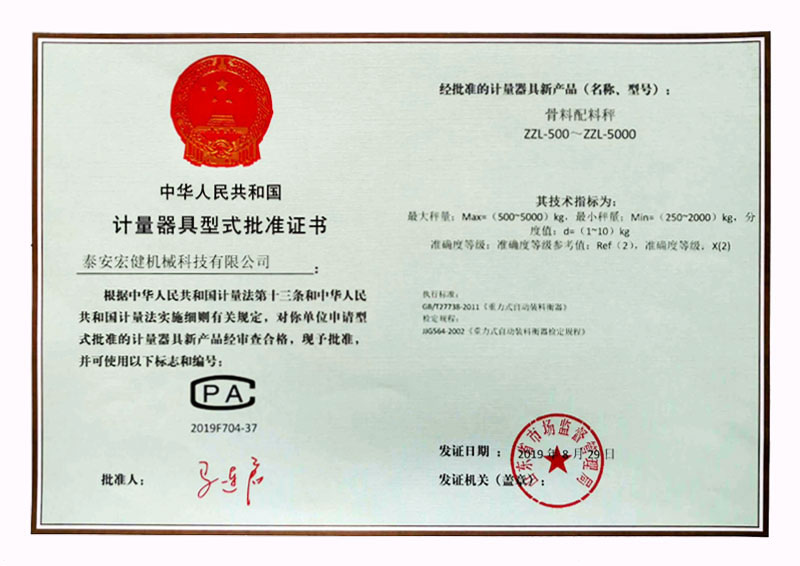 中华人民共和国
计量器具型式批准证书
泰安宏健机械科技有限公司：
根据中华人民共和国计量法第十三条和中华人民
共和国计量法实施细则有关规定，对你单位申请型
式批准的计量器具新产品经审查合格，现予批准，
并可使用以下标志和编号：
CPA
2019F704-37
批准人：
经批准的计量器具新产品（名称、型号）：
骨料配料秤
ZZL-500～ZZL-5000
其技术指标为：
最大秤量：Max=（500~5000）kg，最小秤量：Min=（250~2000）kg，分
度值：d=（1~10）kg
准确度等级：准确度等级参考值：Ref（2），准确度等级，X(2)
执行标准：
GB/T27738-2011《重力式自动装料衡器》
检定规程：
JJG564-2002《重力式自动装料衡器检定规程》
发证日期：2019 年 8 月 29 日
发证机关（盖章）：
山东省市场监督管理局